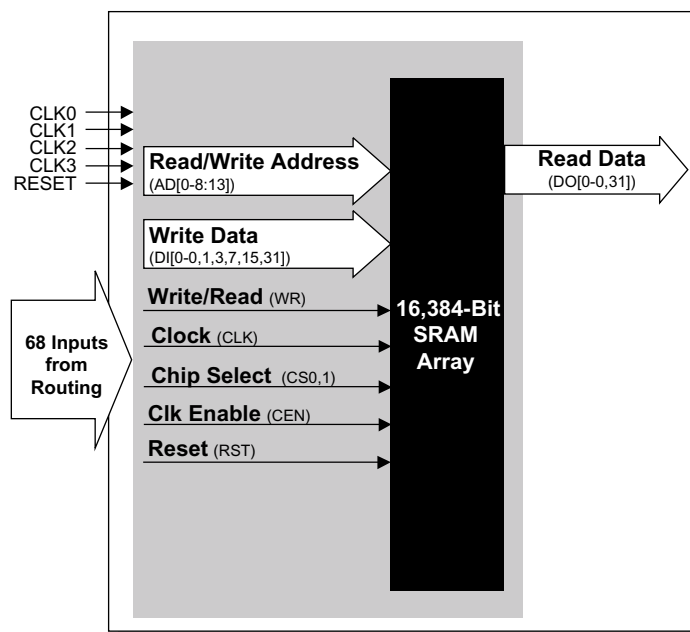 CLK0
CLK1
CLK2
CLK3
RESET
Read/Write Address
(AD[0-8:13])
Read Data
(DO[0-0,31])
Write Data
(DI[0-0,1,3,7,15,31])
68 Inputs
from
Routing
Write/Read (WR)
Clock (CLK)
Chip Select (CS0,1)
Clk Enable (CEN)
Reset (RST)
16,384-Bit
SRAM
Array